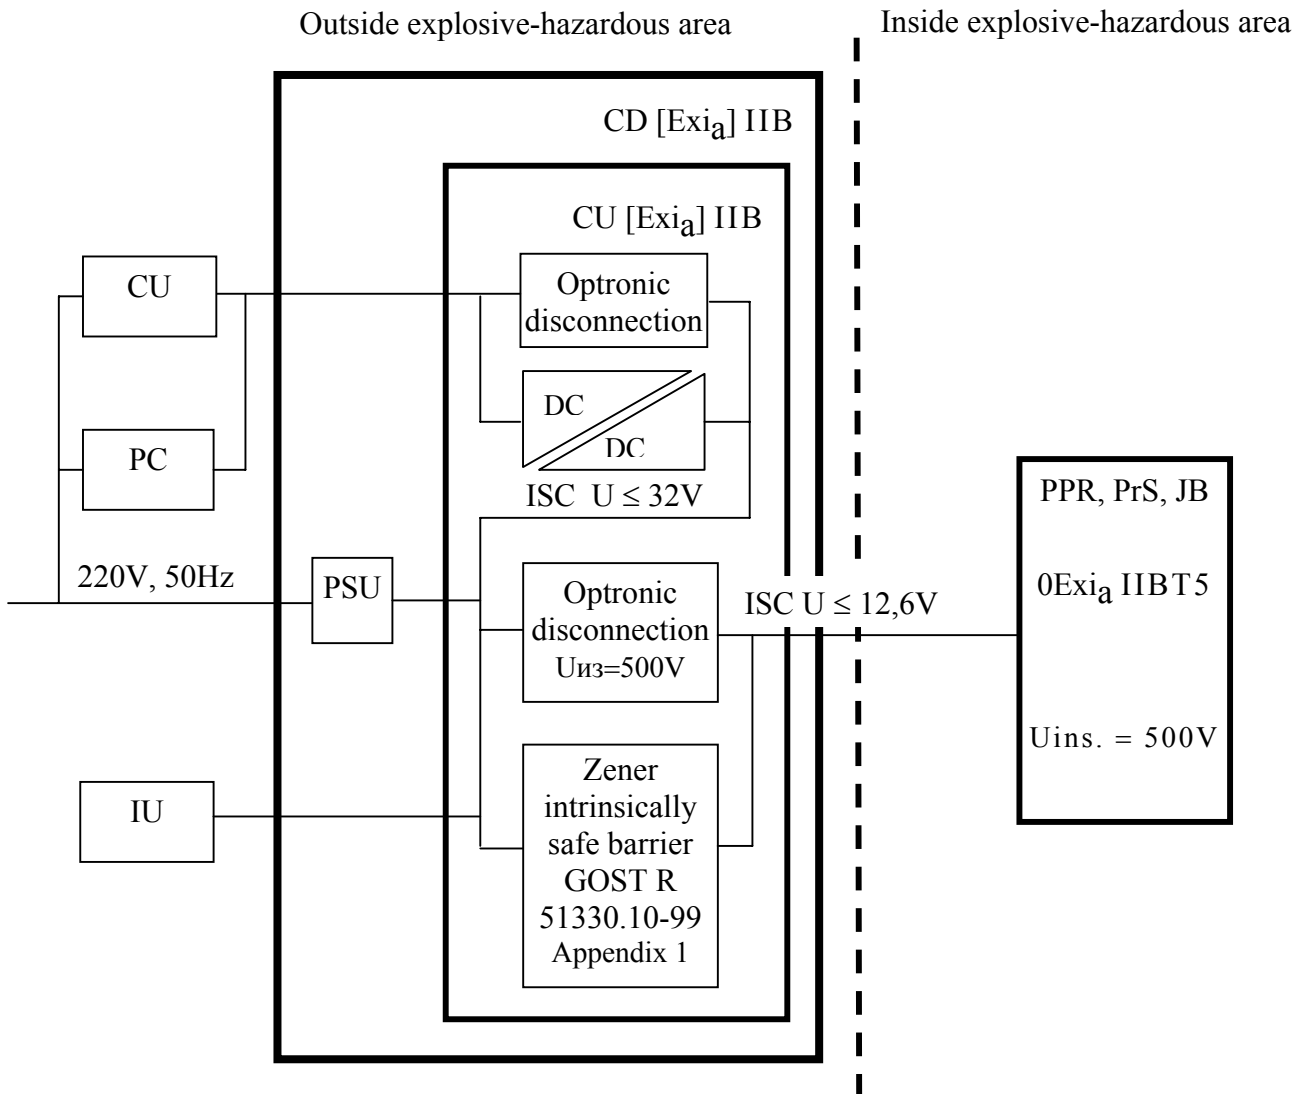 Outside explosive-hazardous area
Inside explosive-hazardous area
CD [Exia] IIB
CU [Exia] IIB
CU
Optronic
disconnection
DC
DC
PC
ISC U ≤ 32V
PPR, PrS, JB
220V, 50Hz
PSU
Optronic
disconnection
Uиз=500V
ISC U ≤ 12,6V
0Exia IIBT5
Uins. = 500V
IU
Zener
intrinsically
safe barrier
GOST R
51330.10-99
Appendix 1